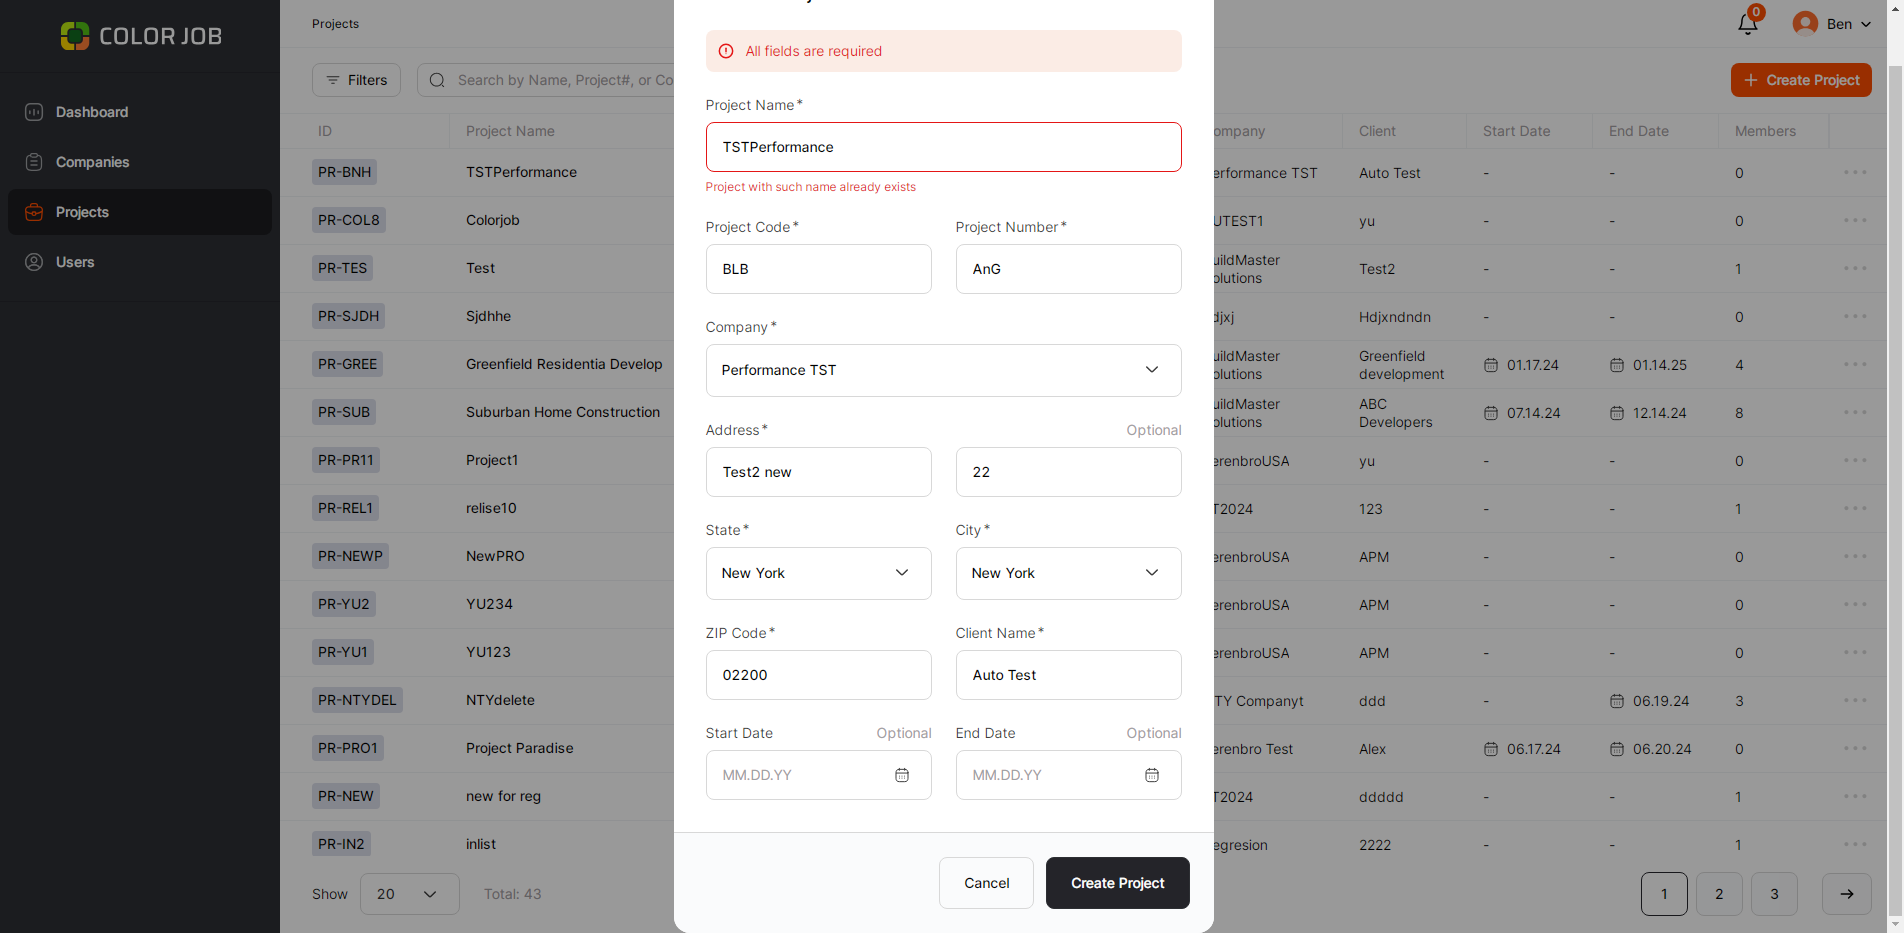 COLOR JOB
Dashboard
Companies
Projects
Users
Projects
0
Ben
Filters
Search by Name, Project#, or Co
Create Project
ID
Project Name
ompany
Client
Start Date
End Date
Members
PR-BNH TSTPerformance erformance TST Auto Test - - 0
PR-COL8 Colorjob UTEST1 yu - - 0
PR-TES Test uildMaster olutions Test2 - - 1
PR-SJDH Sjdhhe djxj Hdjxndndn - - 0
PR-GREE Greenfield Residentia Develop uildMaster olutions Greenfield development 01.17.24 01.14.25 4
PR-SUB Suburban Home Construction uildMaster olutions ABC Developers 07.14.24 12.14.24 8
PR-PR11 Project1 erenbroUSA yu - - 0
PR-REL1 relise10 T2024 123 - - 1
PR-NEWP NewPRO erenbroUSA APM - - 0
PR-YU2 YU234 erenbroUSA APM - - 0
PR-YU1 YU123 erenbroUSA APM - - 0
PR-NTYDEL NTYdelete TY Companyt ddd - 06.19.24 3
PR-PRO1 Project Paradise erenbro Test Alex 06.17.24 06.20.24 0
PR-NEW new for reg T2024 ddddd - - 1
PR-IN2 inlist egresion 2222 - - 1
Show 20 Total: 43
1 2 3
All fields are required
Project Name*
TSTPerformance
Project with such name already exists
Project Code* Project Number*
BLB AnG
Company*
Performance TST
Address* Optional
Test2 new 22
State* City*
New York New York
ZIP Code* Client Name*
02200 Auto Test
Start Date Optional End Date Optional
MM.DD.YY MM.DD.YY
Cancel Create Project